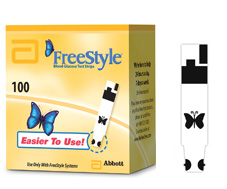 FreeStyle
Blood Glucose Test Strips
100
Easier To Use!
Use Only With FreeStyle Systems
Abbott